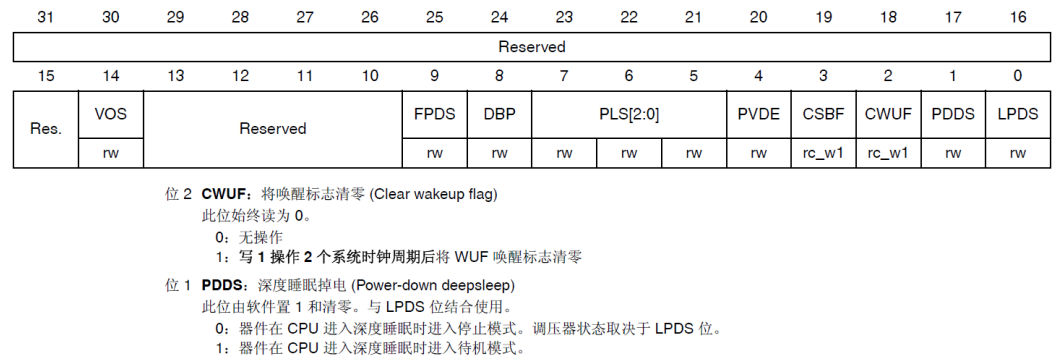 31 30 29 28 27 26 25 24 23 22 21 20 19 18 17 16
Reserved
15 14 13 12 11 10 9 8 7 6 5 4 3 2 1 0
Res. VOS Reserved FPDS DBP PLS[2:0] PVDE CSBF CWUF PDDS LPDS
rw rw rw rw rw rw rw rc_w1 rc_w1 rw rw
位 2 CWUF：将唤醒标志清零 (Clear wakeup flag)
此位始终读为 0。
0：无操作
1：写 1 操作 2 个系统时钟周期后将 WUF 唤醒标志清零
位 1 PDDS：深度睡眠掉电 (Power-down deepsleep)
此位由软件置 1 和清零。与 LPDS 位结合使用。
0：器件在 CPU 进入深度睡眠时进入停止模式。调压器状态取决于 LPDS 位。
1：器件在 CPU 进入深度睡眠时进入待机模式。